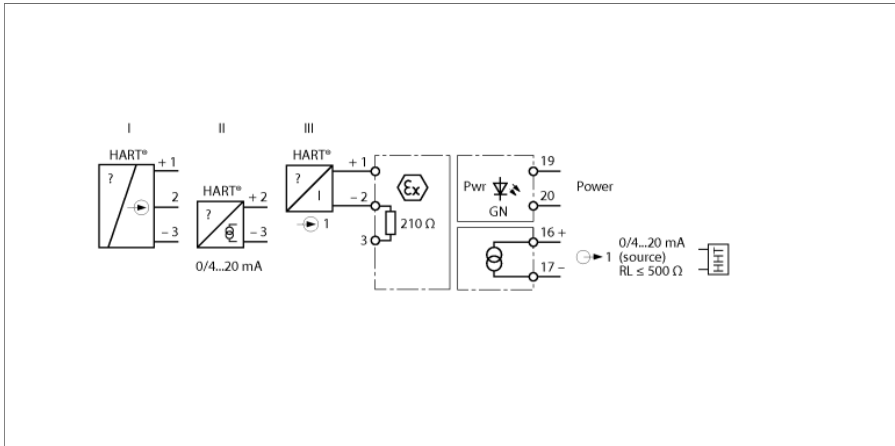 I
II
III
HART®
HART®
HART®
?
+ 1
2
– 3
?
+ 2
– 3
0/4...20 mA
?
I
1
+ 1
– 2
3
Ex
210 Ω
Pwr
GN
19
20
Power
16 +
17 –
1
0/4...20 mA
(source)
RL ≤ 500 Ω
HHT